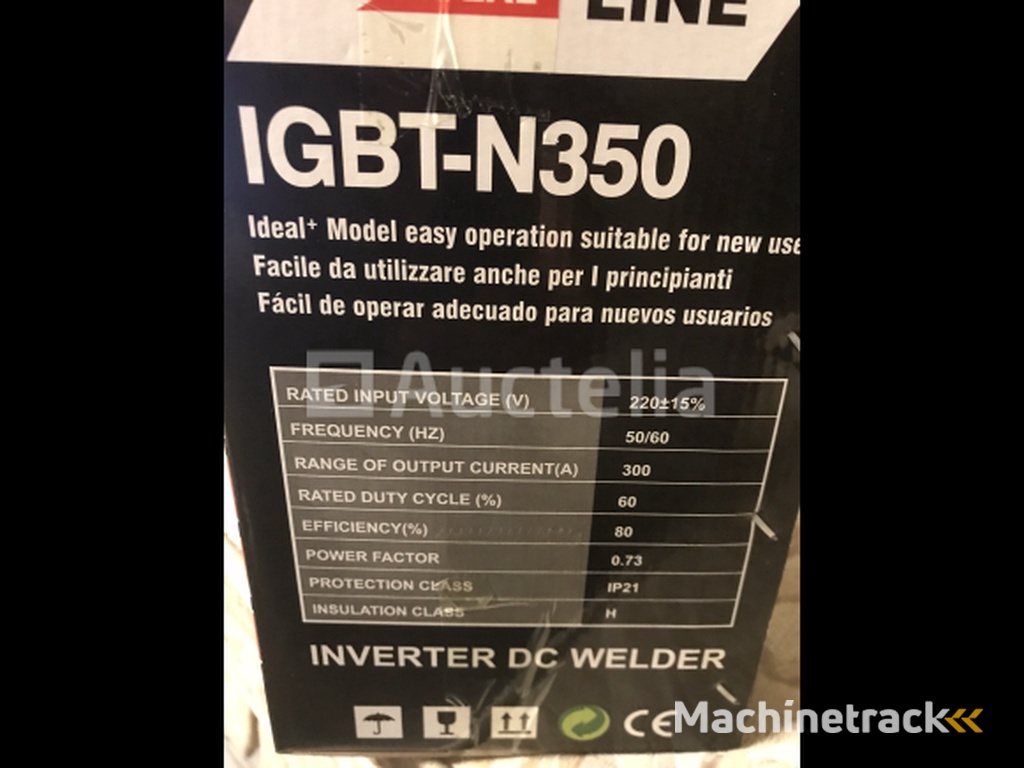 LINE
IGBT-N350
Ideal+ Model easy operation suitable for new
Facile da utilizzare anche per I principianti
Fácil de operar adecuado para nuevos usuarios
Auctelia
RATED INPUT VOLTAGE (V) 220±15%
FREQUENCY (HZ) 50/60
RANGE OF OUTPUT CURRENT(A) 300
RATED DUTY CYCLE (%) 60
EFFICIENCY(%) 80
POWER FACTOR 0.73
PROTECTION CLASS IP21
INSULATION CLASS H
INVERTER DC WELDER
CE
Machinetrack